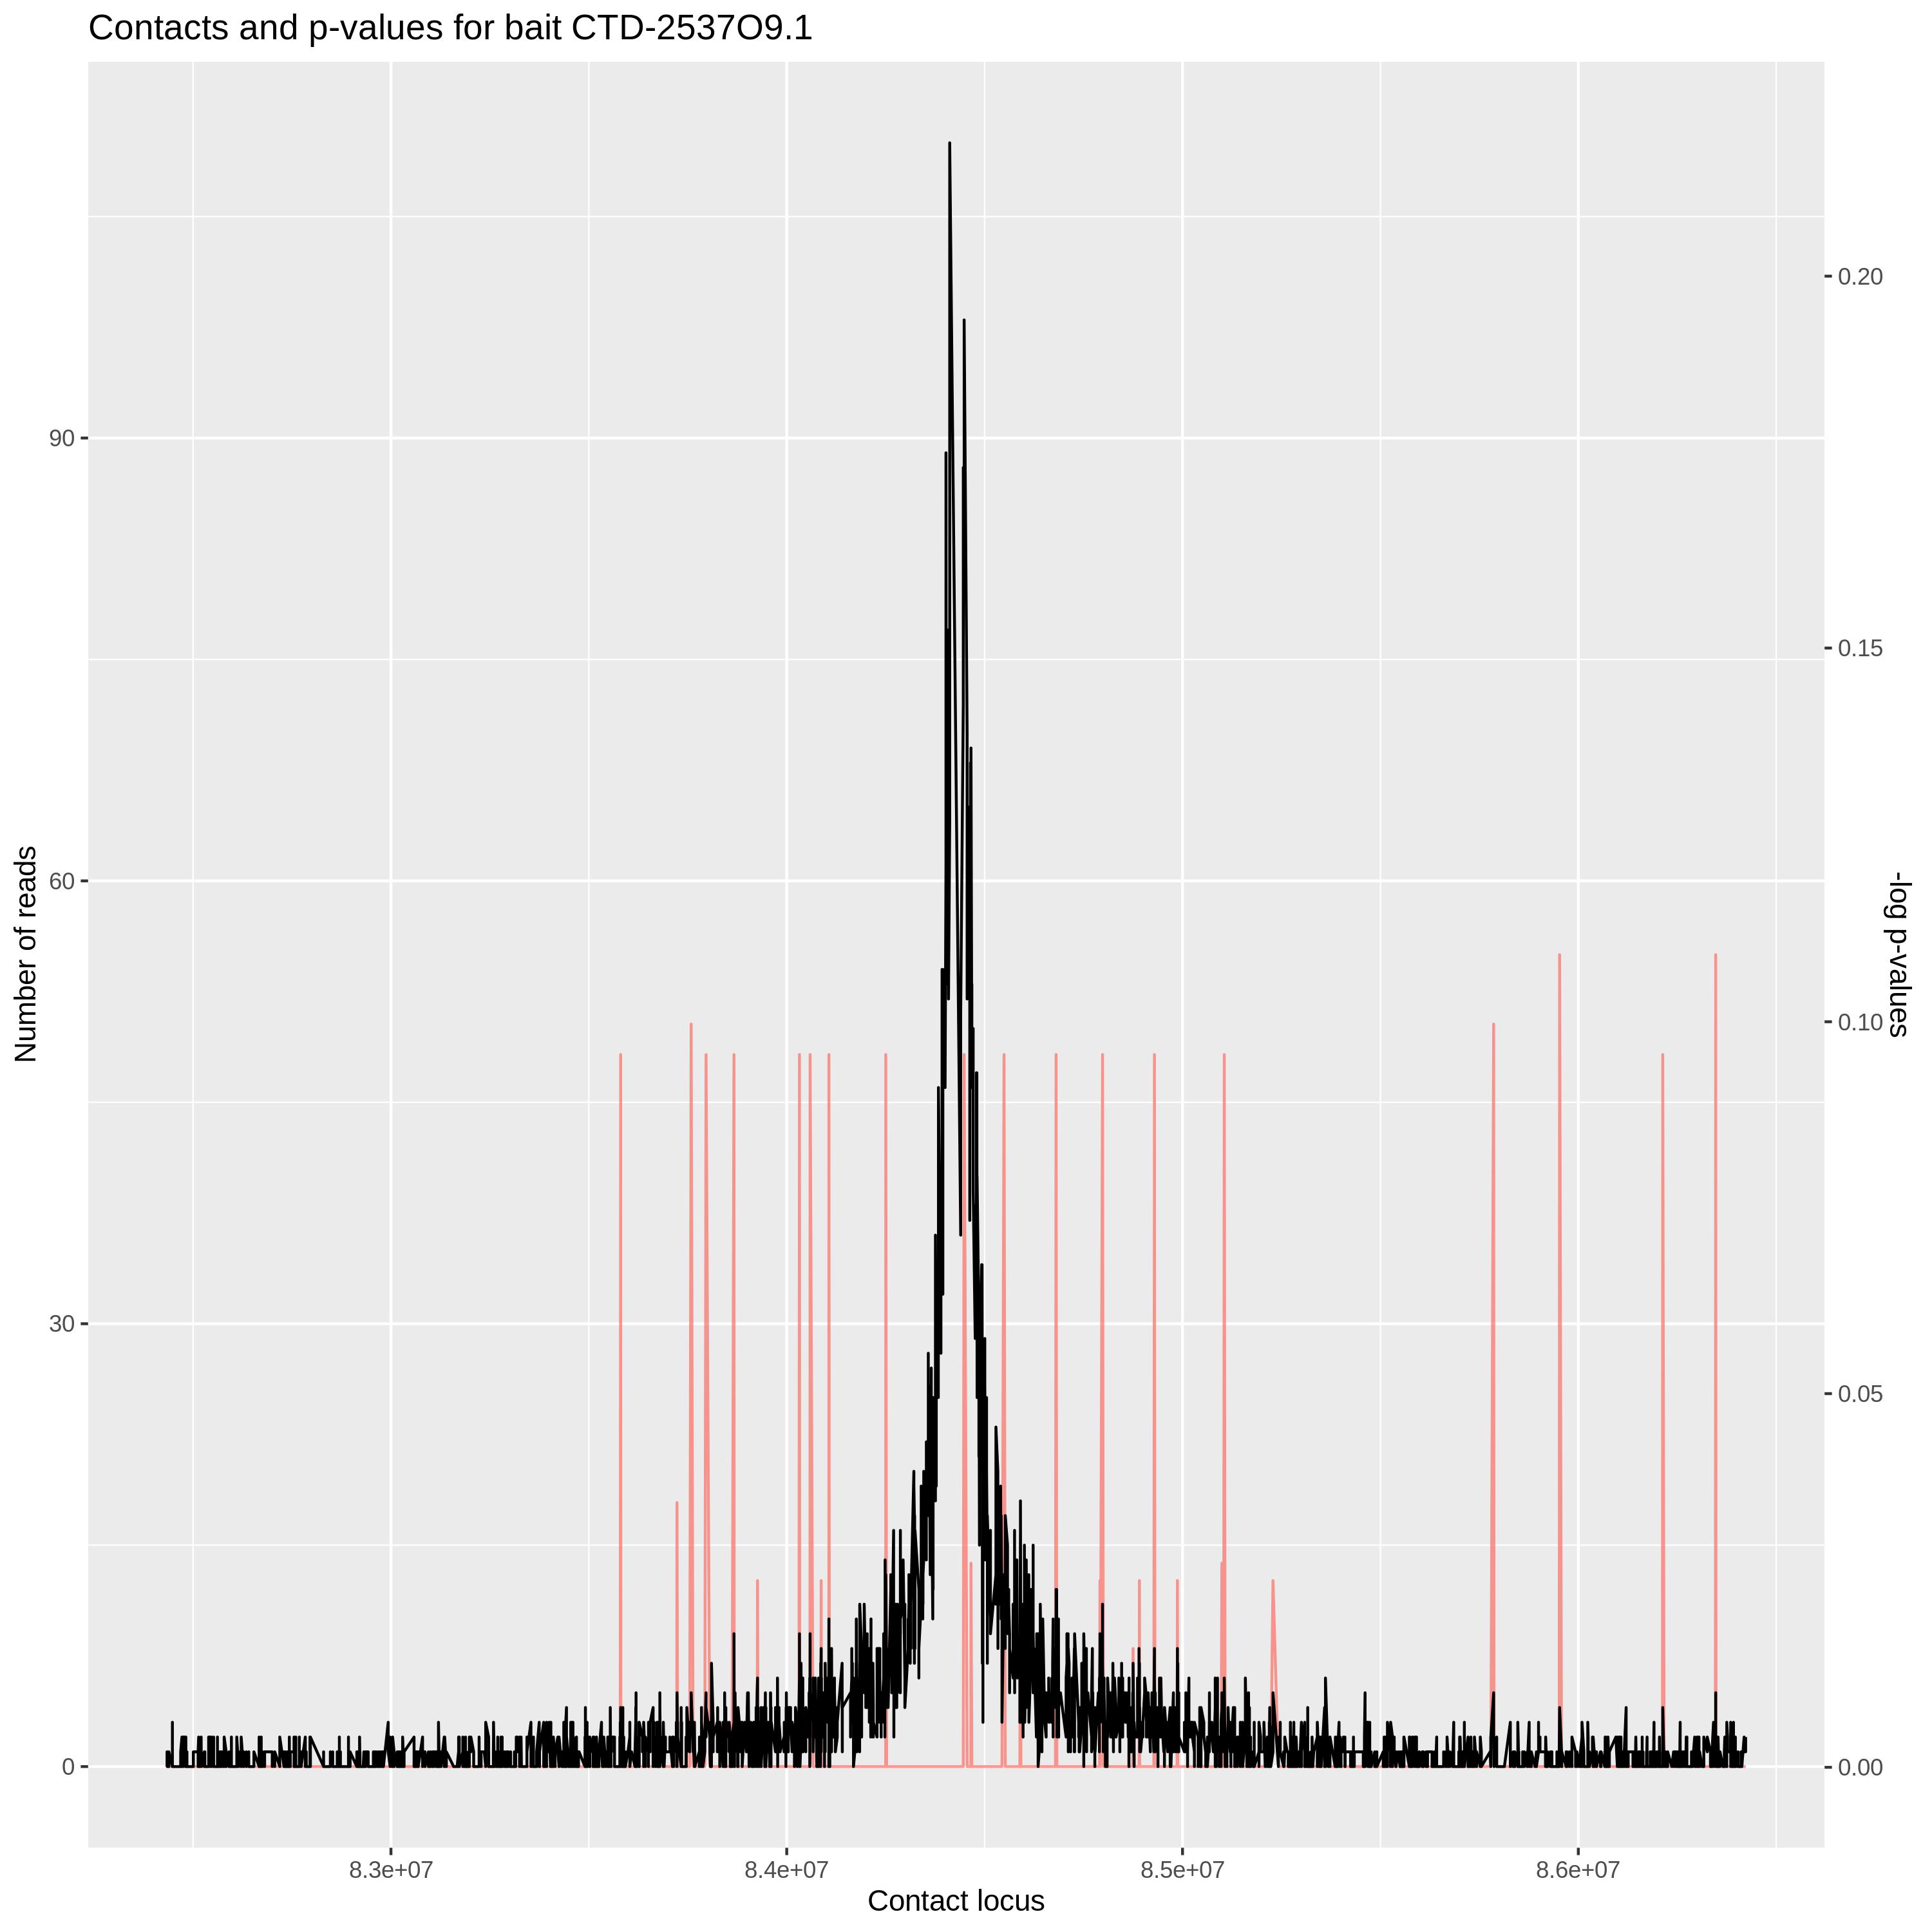 Contacts and p-values for bait CTD-2537O9.1
Number of reads
90
60
30
0
0.20
0.15
0.10
0.05
0.00
-log p-values
8.3e+07
8.4e+07
8.5e+07
8.6e+07
Contact locus